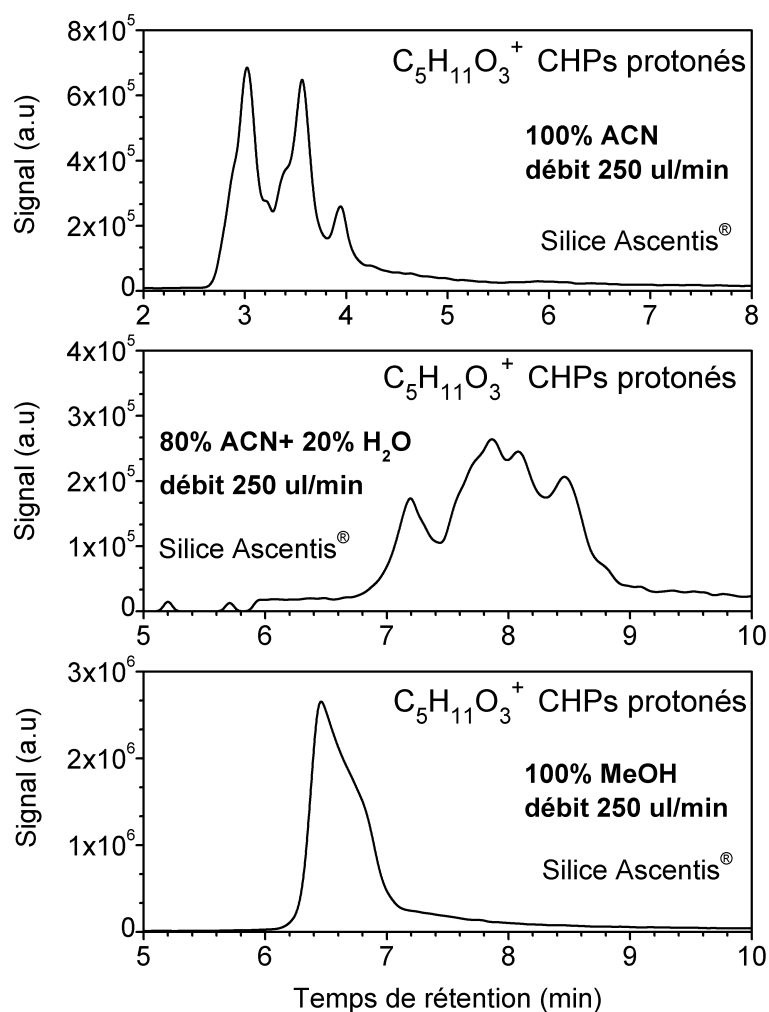 8x10⁵
6x10⁵
4x10⁵
2x10⁵
0
Signal (a.u)
C₅H₁₁O₃⁺ CHPs protonés
100% ACN
débit 250 ul/min
Silice Ascentis®
2 3 4 5 6 7 8
4x10⁵
3x10⁵
2x10⁵
1x10⁵
0
Signal (a.u)
C₅H₁₁O₃⁺ CHPs protonés
80% ACN+ 20% H₂O
débit 250 ul/min
Silice Ascentis®
5 6 7 8 9 10
3x10⁶
2x10⁶
1x10⁶
0
Signal (a.u)
C₅H₁₁O₃⁺ CHPs protonés
100% MeOH
débit 250 ul/min
Silice Ascentis®
5 6 7 8 9 10
Temps de rétention (min)